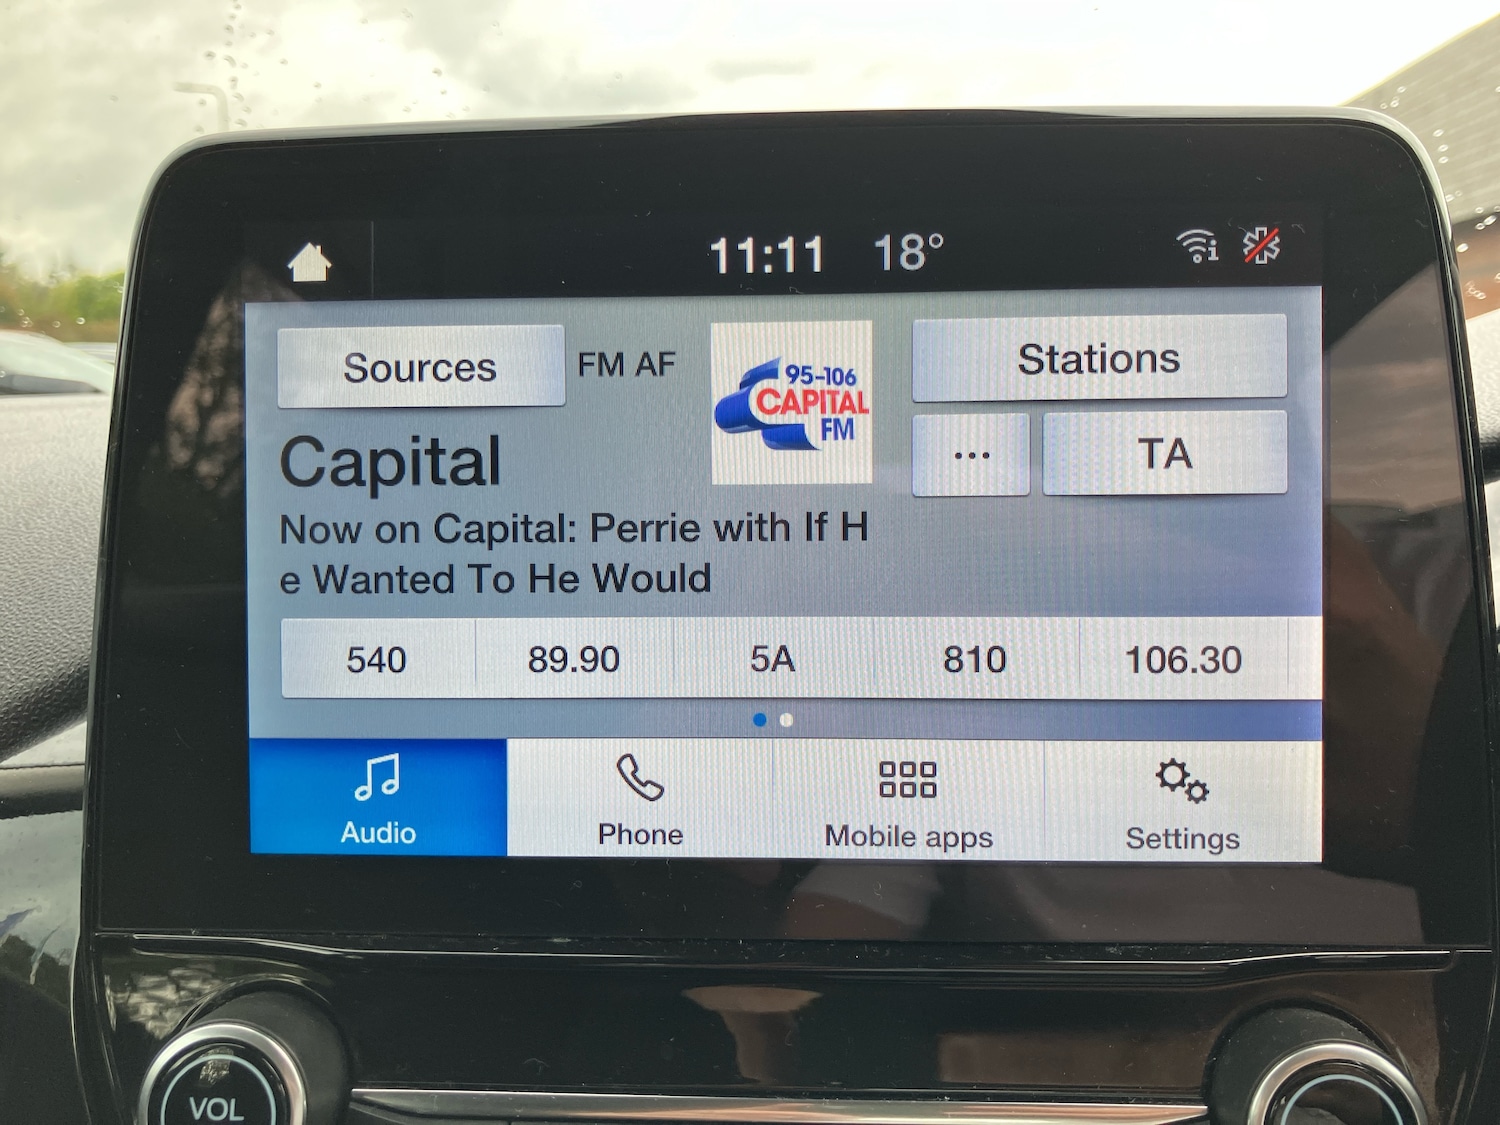 11:11 18°
Sources FM AF
95-106
CAPITAL
FM
Stations
... TA
Capital
Now on Capital: Perrie with If H
e Wanted To He Would
540 89.90 5A 810 106.30
Audio Phone Mobile apps Settings
VOL